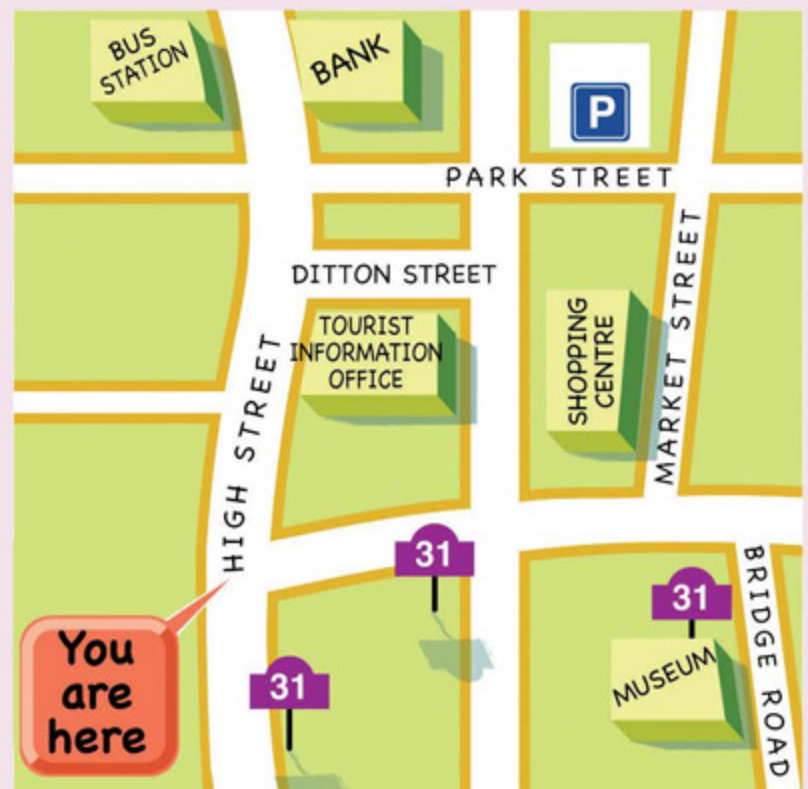 BUS
STATION
BANK
P
PARK STREET
DITTON STREET
TOURIST
INFORMATION
OFFICE
SHOPPING
CENTRE
MARKET STREET
HIGH STREET
31
31
31
You
are
here
MUSEUM
BRIDGE ROAD